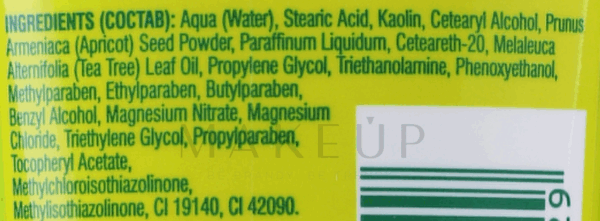 INGREDIENTS (СОСТАВ): Aqua (Water), Stearic Acid, Kaolin, Cetearyl Alcohol, Prunus
Armeniaca (Apricot) Seed Powder, Paraffinum Liquidum, Ceteareth-20, Melaleuca
Alternifolia (Tea Tree) Leaf Oil, Propylene Glycol, Triethanolamine, Phenoxyethanol,
Methylparaben, Ethylparaben, Butylparaben,
Benzyl Alcohol, Magnesium Nitrate, Magnesium
Chloride, Triethylene Glycol, Propylparaben,
Tocopheryl Acetate,
Methylchloroisothiazolinone,
Methylisothiazolinone, CI 19140, CI 42090.
MAKEUP